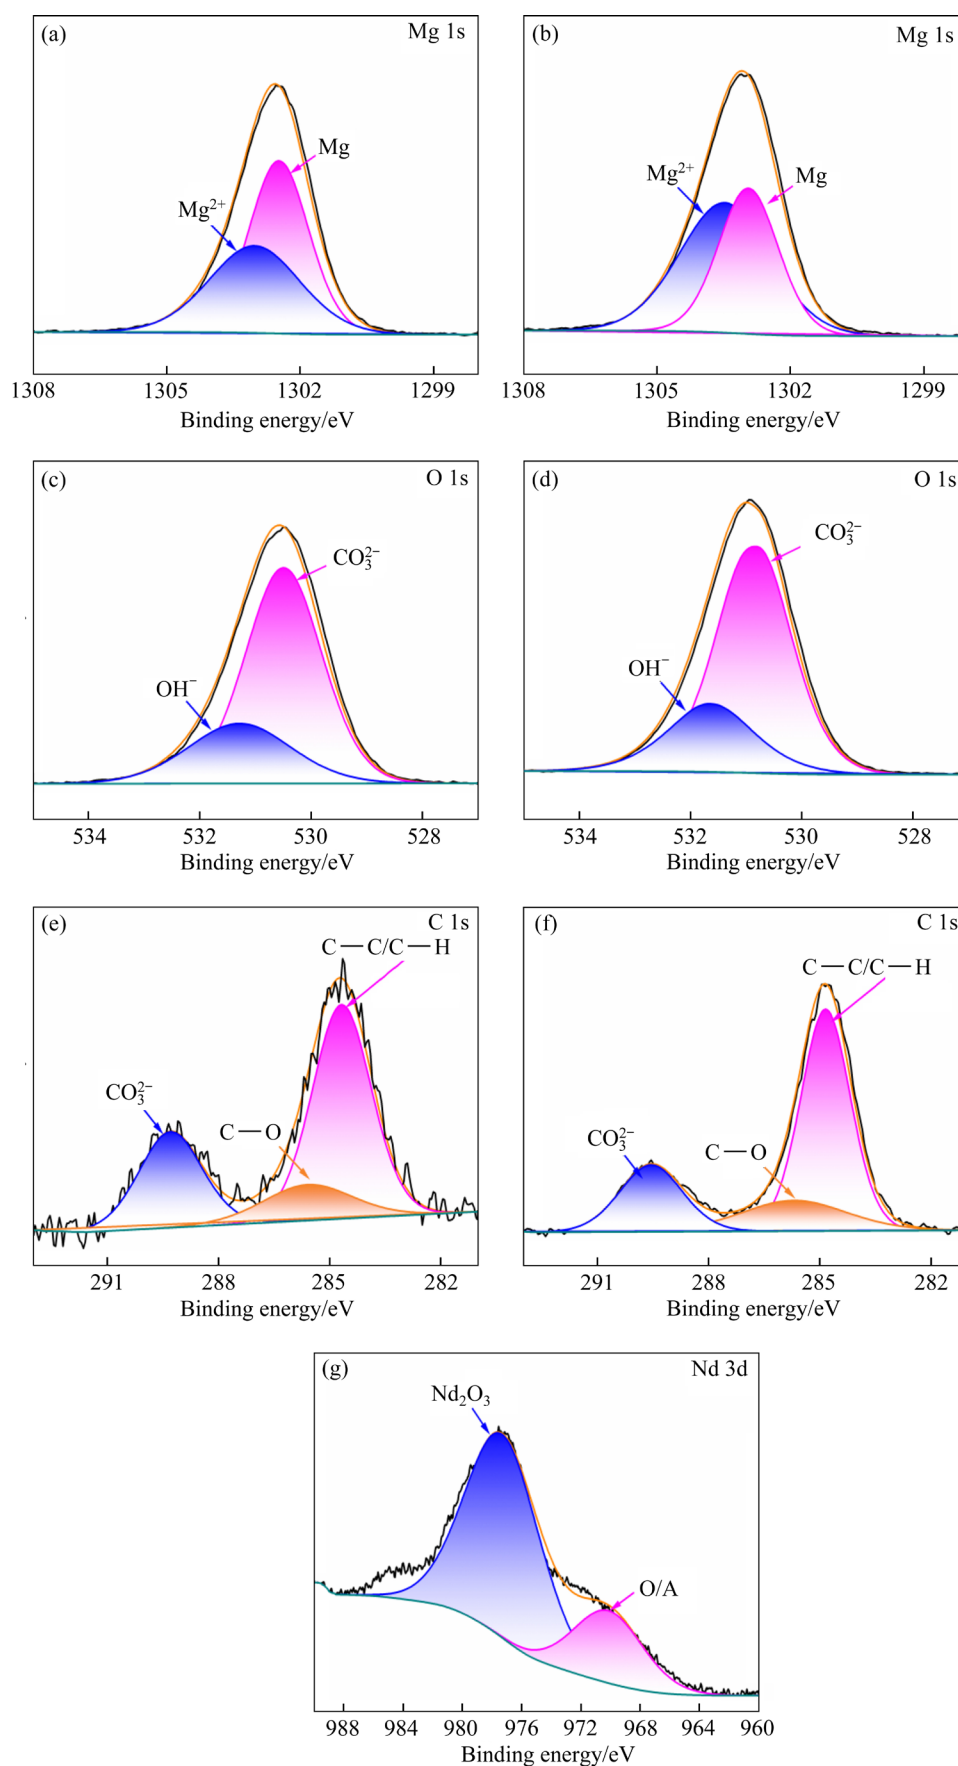 (a) Mg 1s
Mg
Mg²⁺
1308 1305 1302 1299
Binding energy/eV
(b) Mg 1s
Mg²⁺
Mg
1308 1305 1302 1299
Binding energy/eV
(c) O 1s
CO₃²⁻
OH⁻
534 532 530 528
Binding energy/eV
(d) O 1s
CO₃²⁻
OH⁻
534 532 530 528
Binding energy/eV
(e) C 1s
C—C/C—H
CO₃²⁻
C—O
291 288 285 282
Binding energy/eV
(f) C 1s
C—C/C—H
CO₃²⁻
C—O
291 288 285 282
Binding energy/eV
(g) Nd 3d
Nd₂O₃
O/A
988 984 980 976 972 968 964 960
Binding energy/eV